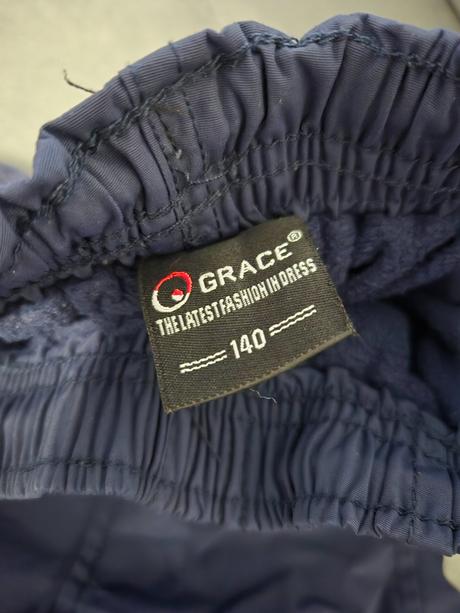 GRACE®
THE LATEST FASHION IN DRESS
140